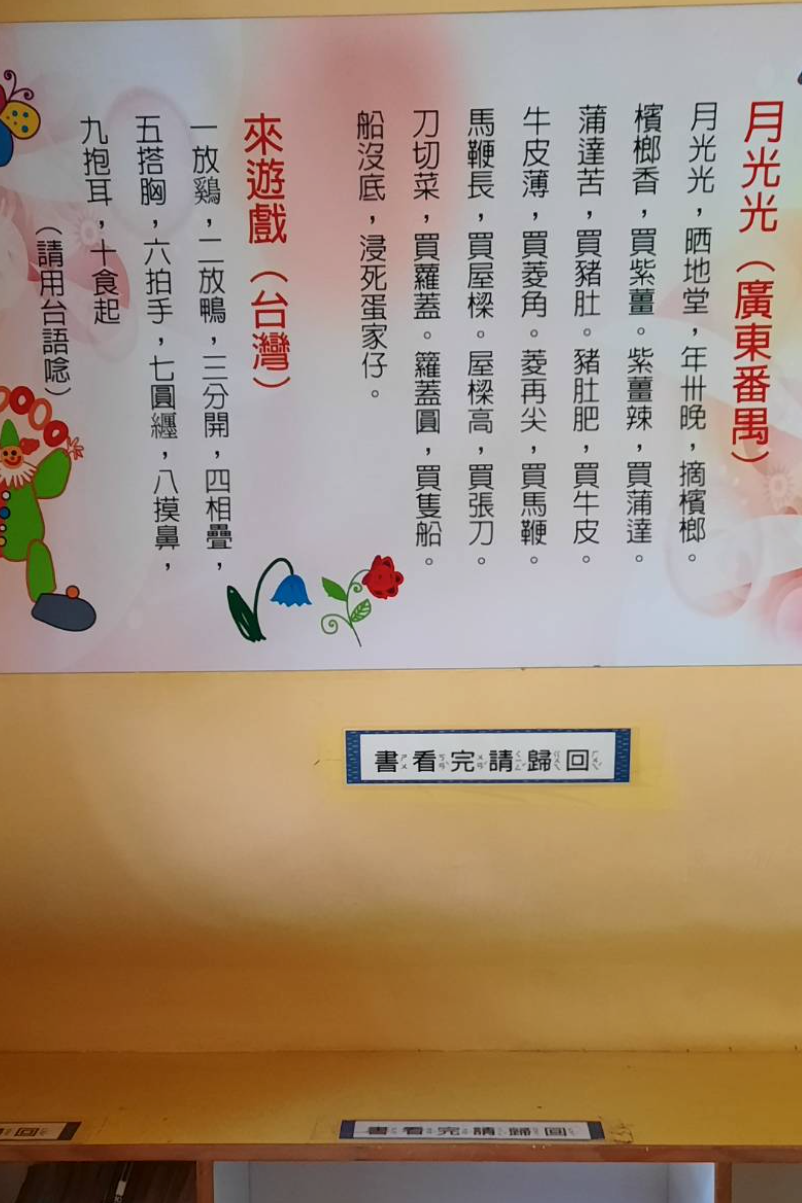 月光光（廣東番禺）
月光光，晒地堂，年卅晚，摘檳榔。
檳榔香，買紫薑。紫薑辣，買蒲達。
蒲達苦，買豬肚。豬肚肥，買牛皮。
牛皮薄，買菱角。菱再尖，買馬鞭。
馬鞭長，買屋樑。屋樑高，買張刀。
刀切菜，買蘿蓋。籮蓋圓，買隻船。
船沒底，浸死蛋家仔。
來遊戲（台灣）
一放鷄，二放鴨，三分開，四相疊，
五搭胸，六拍手，七圓纏，八摸鼻，
九抱耳，十食起
（請用台語唸）
書看完請歸回
書看完請歸回
回